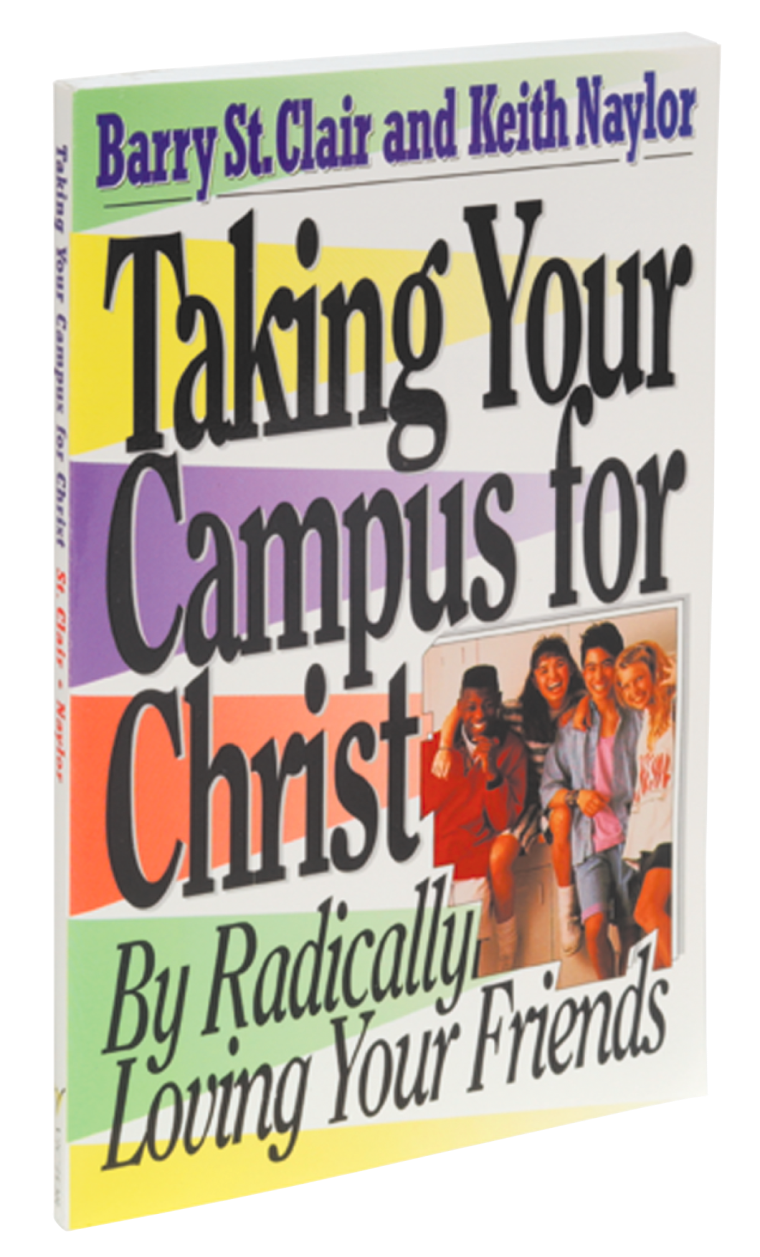 Barry St. Clair and Keith Naylor
Taking Your
Campus for
Christ
By Radically
Loving Your Friends
Taking Your Campus for Christ St. Clair • Naylor